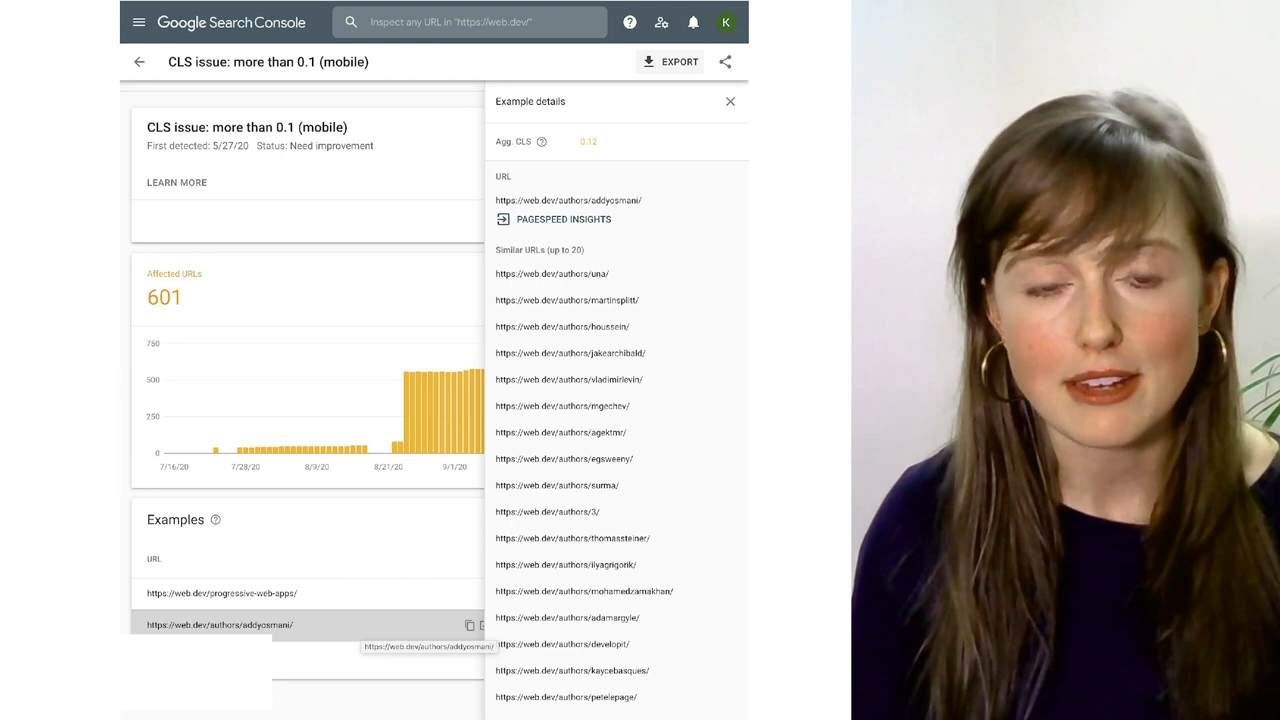 Google Search Console
Inspect any URL in "https://web.dev/"
K
CLS issue: more than 0.1 (mobile)
EXPORT
CLS issue: more than 0.1 (mobile)
First detected: 5/27/20 Status: Need improvement
LEARN MORE
Affected URLs
601
750
500
250
0
7/16/20 7/28/20 8/9/20 8/21/20 9/1/20
Examples
URL
https://web.dev/progressive-web-apps/
https://web.dev/authors/addyosmani/
https://web.dev/authors/addyosmani/
Example details
Agg. CLS 0.12
URL
https://web.dev/authors/addyosmani/
PAGESPEED INSIGHTS
Similar URLs (up to 20)
https://web.dev/authors/una/
https://web.dev/authors/martinsplitt/
https://web.dev/authors/houssein/
https://web.dev/authors/jakearchibald/
https://web.dev/authors/vladimirlevin/
https://web.dev/authors/mgechev/
https://web.dev/authors/agektmr/
https://web.dev/authors/egsweeny/
https://web.dev/authors/surma/
https://web.dev/authors/3/
https://web.dev/authors/thomassteiner/
https://web.dev/authors/ilyagrigorik/
https://web.dev/authors/mohamedzamakhan/
https://web.dev/authors/adamargyle/
https://web.dev/authors/developit/
https://web.dev/authors/kaycebasques/
https://web.dev/authors/petelepage/